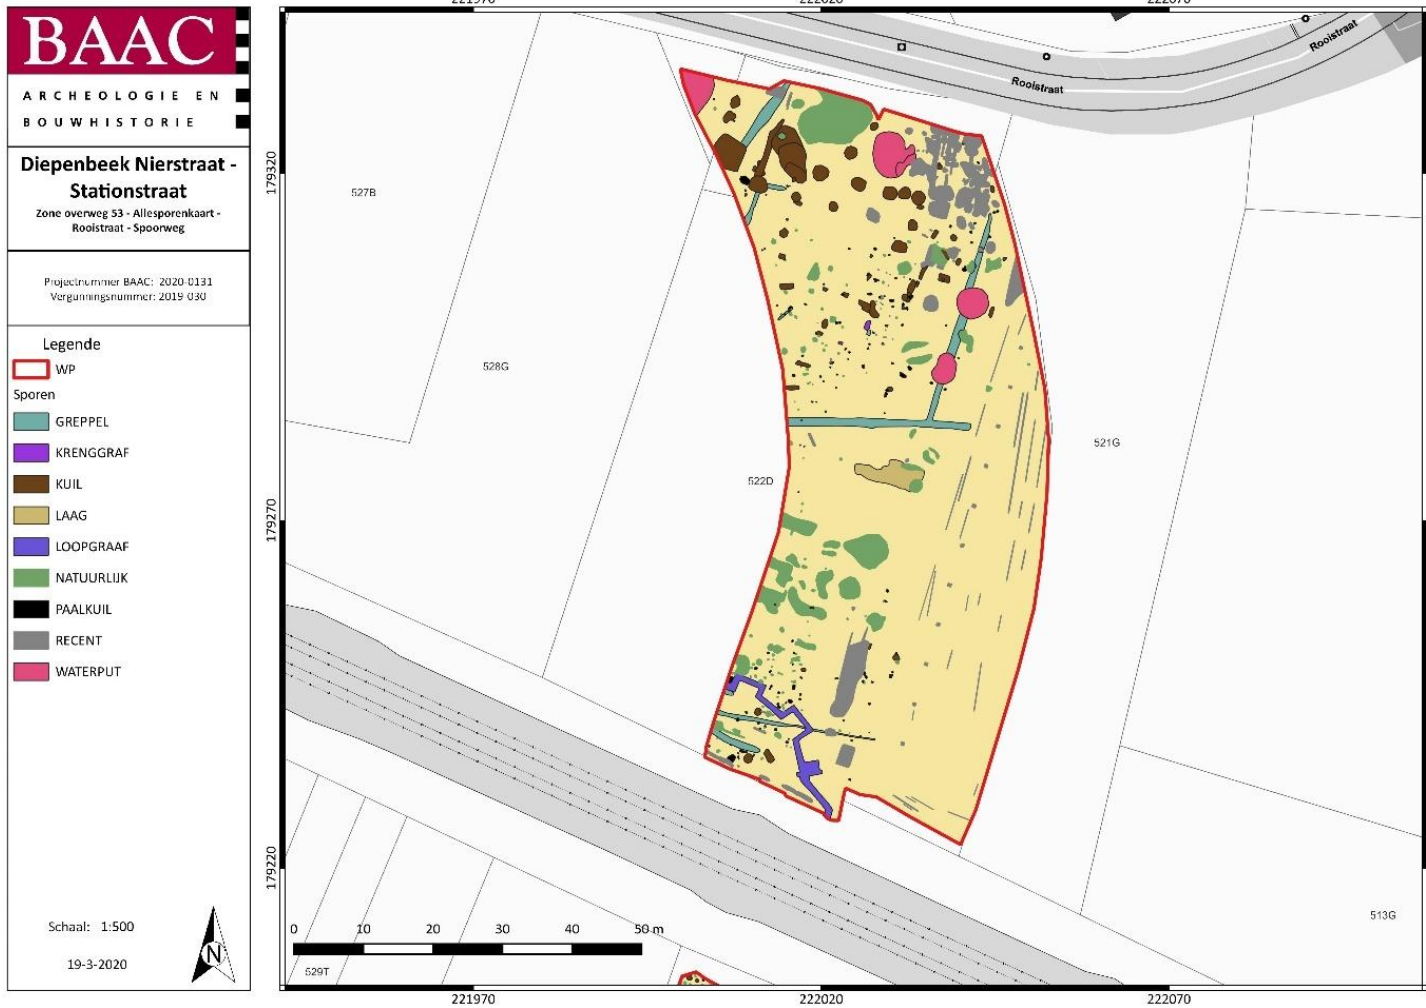 BAAC
ARCHEOLOGIE EN
BOUWHISTORIE
Diepenbeek Nierstraat -
Stationstraat
Zone overweg 53 - Allesporenkaart -
Rooistraat - Spoorweg
Projectnummer BAAC: 2020-0131
Vergunningsnummer: 2019-030
Legende
WP
Sporen
GREPPEL
KRENGGRAF
KUIL
LAAG
LOOPGRAAF
NATUURLIJK
PAALKUIL
RECENT
WATERPUT
Schaal: 1:500
19-3-2020
N
221970
222020
222070
179320
179270
179220
Rooistraat
Rooistraat
527B
528G
522D
521G
513G
529T
0 10 20 30 40 50 m
221970
222020
222070